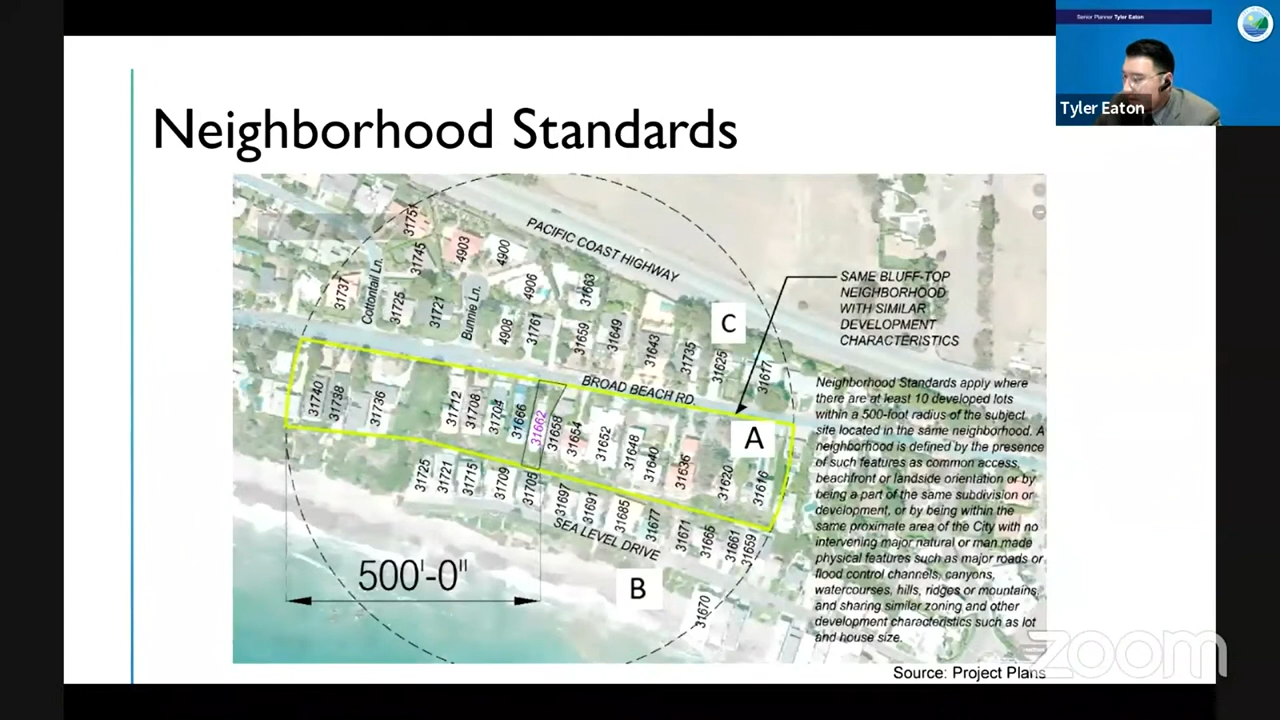 Senior Planner Tyler Eaton
Tyler Eaton
Neighborhood Standards
PACIFIC COAST HIGHWAY
31751
31745
4903
4900
31737
Cottontail Ln.
31725
31721
Bunnie Ln.
4906
4908
31761
31663
31659
31649
31643
31735
31625
31617
C
SAME BLUFF-TOP
NEIGHBORHOOD
WITH SIMILAR
DEVELOPMENT
CHARACTERISTICS
BROAD BEACH RD
31740
31738
31736
31712
31708
31704
31666
31662
31658
31654
31652
31648
31640
31636
31620
31616
A
31725
31721
31715
31709
31705
31697
31691
31685
31677
31671
31665
31661
31659
31670
SEA LEVEL DRIVE
B
500'-0"
Neighborhood Standards apply where
there are at least 10 developed lots
within a 500-foot radius of the subject
site located in the same neighborhood. A
neighborhood is defined by the presence
of such features as common access,
beachfront or landside orientation or by
being a part of the same subdivision or
development, or by being within the
same proximate area of the City with no
intervening major natural or man made
physical features such as major roads or
flood control channels, canyons,
watercourses, hills, ridges or mountains,
and sharing similar zoning and other
development characteristics such as lot
and house size.
Source: Project Plans
zoom